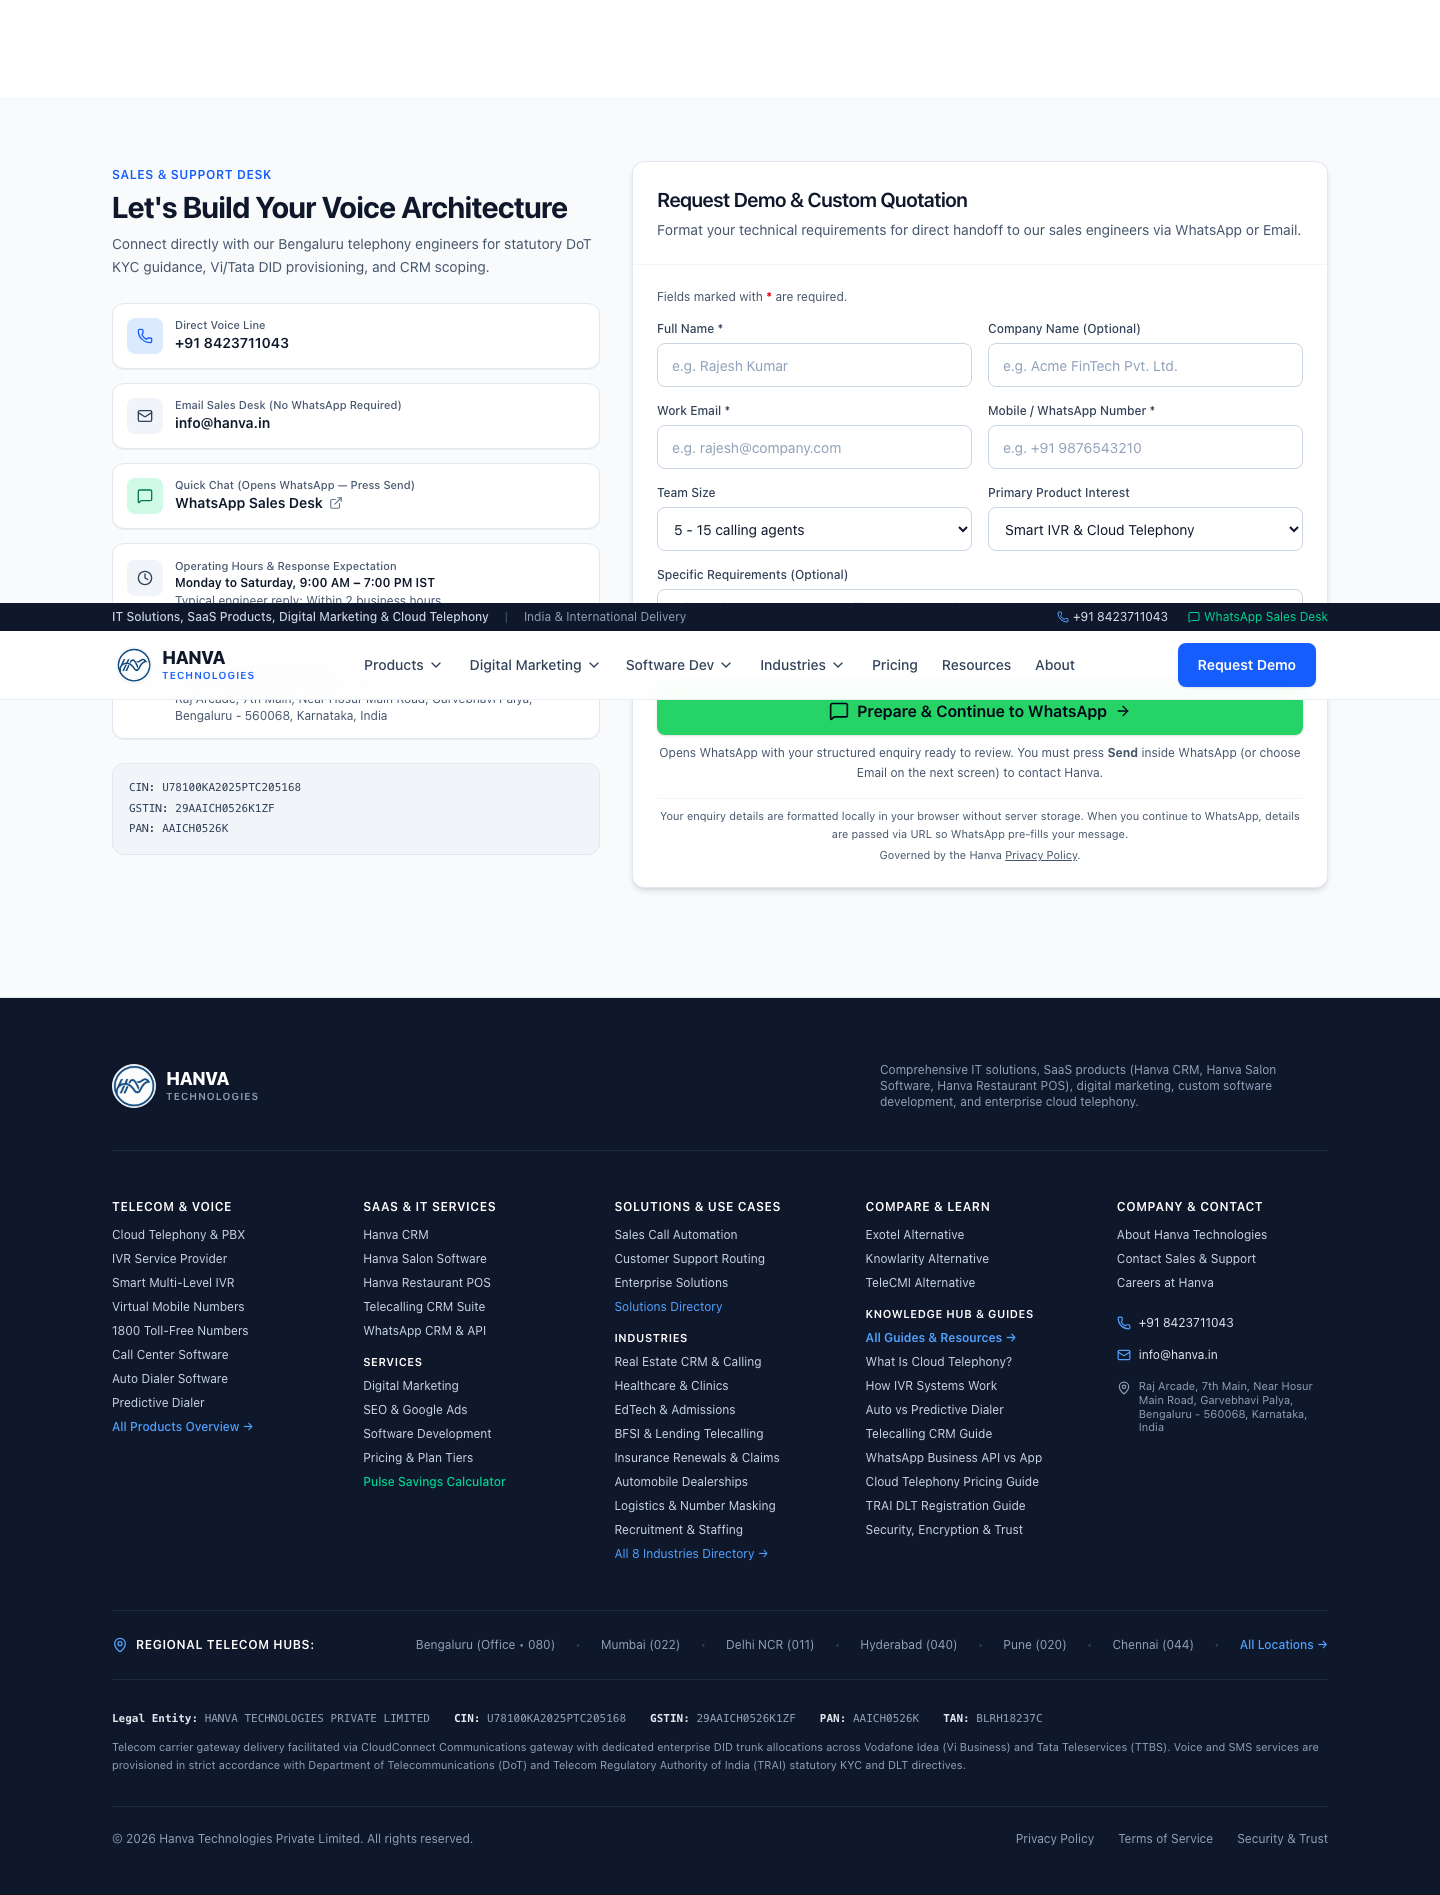 SALES & SUPPORT DESK
Let's Build Your Voice Architecture
Connect directly with our Bengaluru telephony engineers for statutory DoT
KYC guidance, Vi/Tata DID provisioning, and CRM scoping.
Direct Voice Line
+91 8423711043
Email Sales Desk (No WhatsApp Required)
info@hanva.in
Quick Chat (Opens WhatsApp — Press Send)
WhatsApp Sales Desk
Operating Hours & Response Expectation
Monday to Saturday, 9:00 AM – 7:00 PM IST
Typical engineer reply: Within 2 business hours
Request Demo & Custom Quotation
Format your technical requirements for direct handoff to our sales engineers via WhatsApp or Email.
Fields marked with * are required.
Full Name *
Company Name (Optional)
e.g. Rajesh Kumar
e.g. Acme FinTech Pvt. Ltd.
Work Email *
Mobile / WhatsApp Number *
e.g. rajesh@company.com
e.g. +91 9876543210
Team Size
Primary Product Interest
5 - 15 calling agents
Smart IVR & Cloud Telephony
Specific Requirements (Optional)
IT Solutions, SaaS Products, Digital Marketing & Cloud Telephony | India & International Delivery
+91 8423711043
WhatsApp Sales Desk
HANVA
TECHNOLOGIES
Products
Digital Marketing
Software Dev
Industries
Pricing
Resources
About
Request Demo
Raj Arcade, 7th Main, Near Hosur Main Road, Garvebhavi Palya,
Bengaluru - 560068, Karnataka, India
CIN: U78100KA2025PTC205168
GSTIN: 29AAICH0526K1ZF
PAN: AAICH0526K
Prepare & Continue to WhatsApp →
Opens WhatsApp with your structured enquiry ready to review. You must press Send inside WhatsApp (or choose
Email on the next screen) to contact Hanva.
Your enquiry details are formatted locally in your browser without server storage. When you continue to WhatsApp, details
are passed via URL so WhatsApp pre-fills your message.
Governed by the Hanva Privacy Policy.
HANVA
TECHNOLOGIES
Comprehensive IT solutions, SaaS products (Hanva CRM, Hanva Salon
Software, Hanva Restaurant POS), digital marketing, custom software
development, and enterprise cloud telephony.
TELECOM & VOICE
Cloud Telephony & PBX
IVR Service Provider
Smart Multi-Level IVR
Virtual Mobile Numbers
1800 Toll-Free Numbers
Call Center Software
Auto Dialer Software
Predictive Dialer
All Products Overview →
SAAS & IT SERVICES
Hanva CRM
Hanva Salon Software
Hanva Restaurant POS
Telecalling CRM Suite
WhatsApp CRM & API
SERVICES
Digital Marketing
SEO & Google Ads
Software Development
Pricing & Plan Tiers
Pulse Savings Calculator
SOLUTIONS & USE CASES
Sales Call Automation
Customer Support Routing
Enterprise Solutions
Solutions Directory
INDUSTRIES
Real Estate CRM & Calling
Healthcare & Clinics
EdTech & Admissions
BFSI & Lending Telecalling
Insurance Renewals & Claims
Automobile Dealerships
Logistics & Number Masking
Recruitment & Staffing
All 8 Industries Directory →
COMPARE & LEARN
Exotel Alternative
Knowlarity Alternative
TeleCMI Alternative
KNOWLEDGE HUB & GUIDES
All Guides & Resources →
What Is Cloud Telephony?
How IVR Systems Work
Auto vs Predictive Dialer
Telecalling CRM Guide
WhatsApp Business API vs App
Cloud Telephony Pricing Guide
TRAI DLT Registration Guide
Security, Encryption & Trust
COMPANY & CONTACT
About Hanva Technologies
Contact Sales & Support
Careers at Hanva
+91 8423711043
info@hanva.in
Raj Arcade, 7th Main, Near Hosur
Main Road, Garvebhavi Palya,
Bengaluru - 560068, Karnataka,
India
REGIONAL TELECOM HUBS:
Bengaluru (Office • 080) • Mumbai (022) • Delhi NCR (011) • Hyderabad (040) • Pune (020) • Chennai (044) • All Locations →
Legal Entity: HANVA TECHNOLOGIES PRIVATE LIMITED CIN: U78100KA2025PTC205168 GSTIN: 29AAICH0526K1ZF PAN: AAICH0526K TAN: BLRH18237C
Telecom carrier gateway delivery facilitated via CloudConnect Communications gateway with dedicated enterprise DID trunk allocations across Vodafone Idea (Vi Business) and Tata Teleservices (TTBS). Voice and SMS services are
provisioned in strict accordance with Department of Telecommunications (DoT) and Telecom Regulatory Authority of India (TRAI) statutory KYC and DLT directives.
© 2026 Hanva Technologies Private Limited. All rights reserved.
Privacy Policy
Terms of Service
Security & Trust